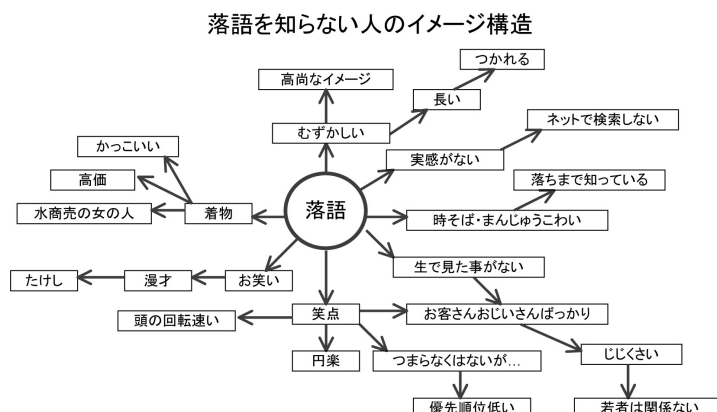 落語を知らない人のイメージ構造
つかれる
高尚なイメージ
長い
ネットで検索しない
むずかしい
かっこいい
実感がない
高価
落ちまで知っている
水商売の女の人
着物
落語
時そば・まんじゅうこわい
生で見た事がない
たけし
漫才
お笑い
頭の回転速い
笑点
お客さんおじいさんばっかり
円楽
つまらなくはないが…
じじくさい
優先順位低い
若者は関係ない